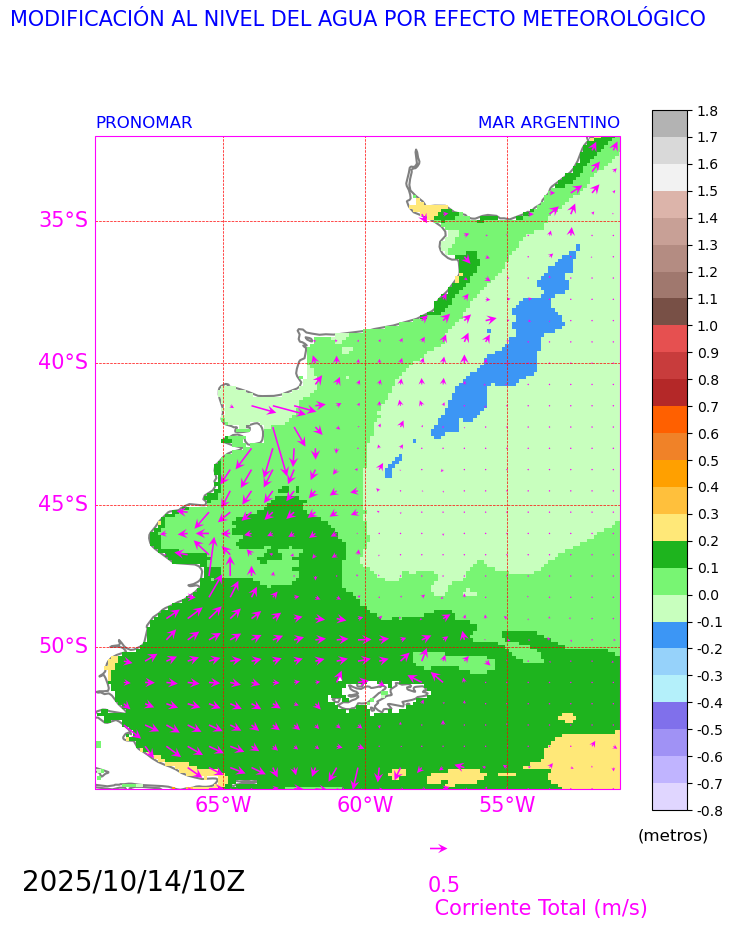 MODIFICACIÓN AL NIVEL DEL AGUA POR EFECTO METEOROLÓGICO
PRONOMAR
MAR ARGENTINO
35°S
40°S
45°S
50°S
65°W
60°W
55°W
1.8
1.7
1.6
1.5
1.4
1.3
1.2
1.1
1.0
0.9
0.8
0.7
0.6
0.5
0.4
0.3
0.2
0.1
0.0
-0.1
-0.2
-0.3
-0.4
-0.5
-0.6
-0.7
-0.8
(metros)
2025/10/14/10Z
0.5
Corriente Total (m/s)